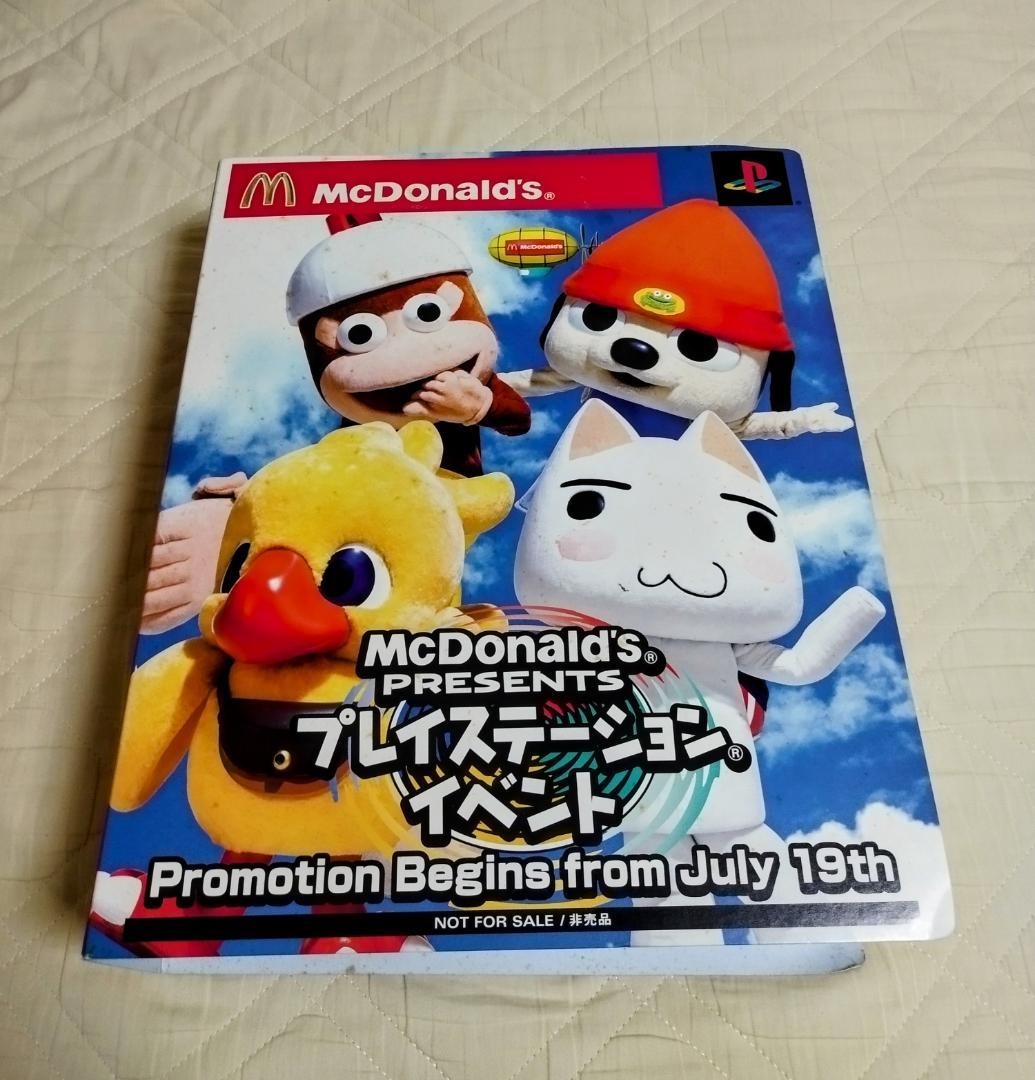 McDonald's®
McDonald's
McDonald's®
PRESENTS
プレイステーション®
イベント
Promotion Begins from July 19th
NOT FOR SALE / 非売品